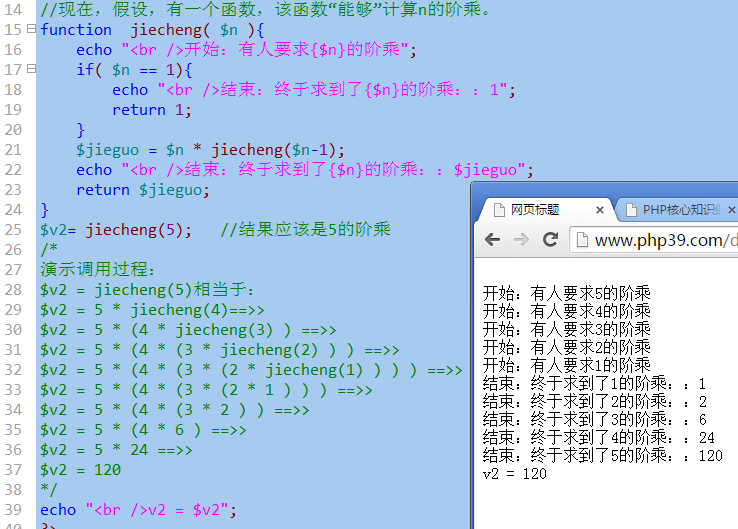 14 //现在，假设，有一个函数，该函数“能够”计算n的阶乘。
15 function  jiecheng( $n ){
16     echo "<br />开始：有人要求{$n}的阶乘";
17     if( $n == 1){
18         echo "<br />结束：终于求到了{$n}的阶乘：：1";
19         return 1;
20     }
21     $jieguo = $n * jiecheng($n-1);
22     echo "<br />结束：终于求到了{$n}的阶乘：：$jieguo";
23     return $jieguo;
24 }
25 $v2= jiecheng(5);   //结果应该是5的阶乘
26 /*
27 演示调用过程：
28 $v2 = jiecheng(5)相当于：
29 $v2 = 5 * jiecheng(4)==>>
30 $v2 = 5 * (4 * jiecheng(3) ) ==>>
31 $v2 = 5 * (4 * (3 * jiecheng(2) ) ) ==>>
32 $v2 = 5 * (4 * (3 * (2 * jiecheng(1) ) ) ) ==>>
33 $v2 = 5 * (4 * (3 * (2 * 1 ) ) ) ==>>
34 $v2 = 5 * (4 * (3 * 2 ) ) ==>>
35 $v2 = 5 * (4 * 6 ) ==>>
36 $v2 = 5 * 24 ==>>
37 $v2 = 120
38 */
39 echo "<br />v2 = $v2";
40 ?>
网页标题
PHP核心知识
www.php39.com/d
开始：有人要求5的阶乘
开始：有人要求4的阶乘
开始：有人要求3的阶乘
开始：有人要求2的阶乘
开始：有人要求1的阶乘
结束：终于求到了1的阶乘：：1
结束：终于求到了2的阶乘：：2
结束：终于求到了3的阶乘：：6
结束：终于求到了4的阶乘：：24
结束：终于求到了5的阶乘：：120
v2 = 120